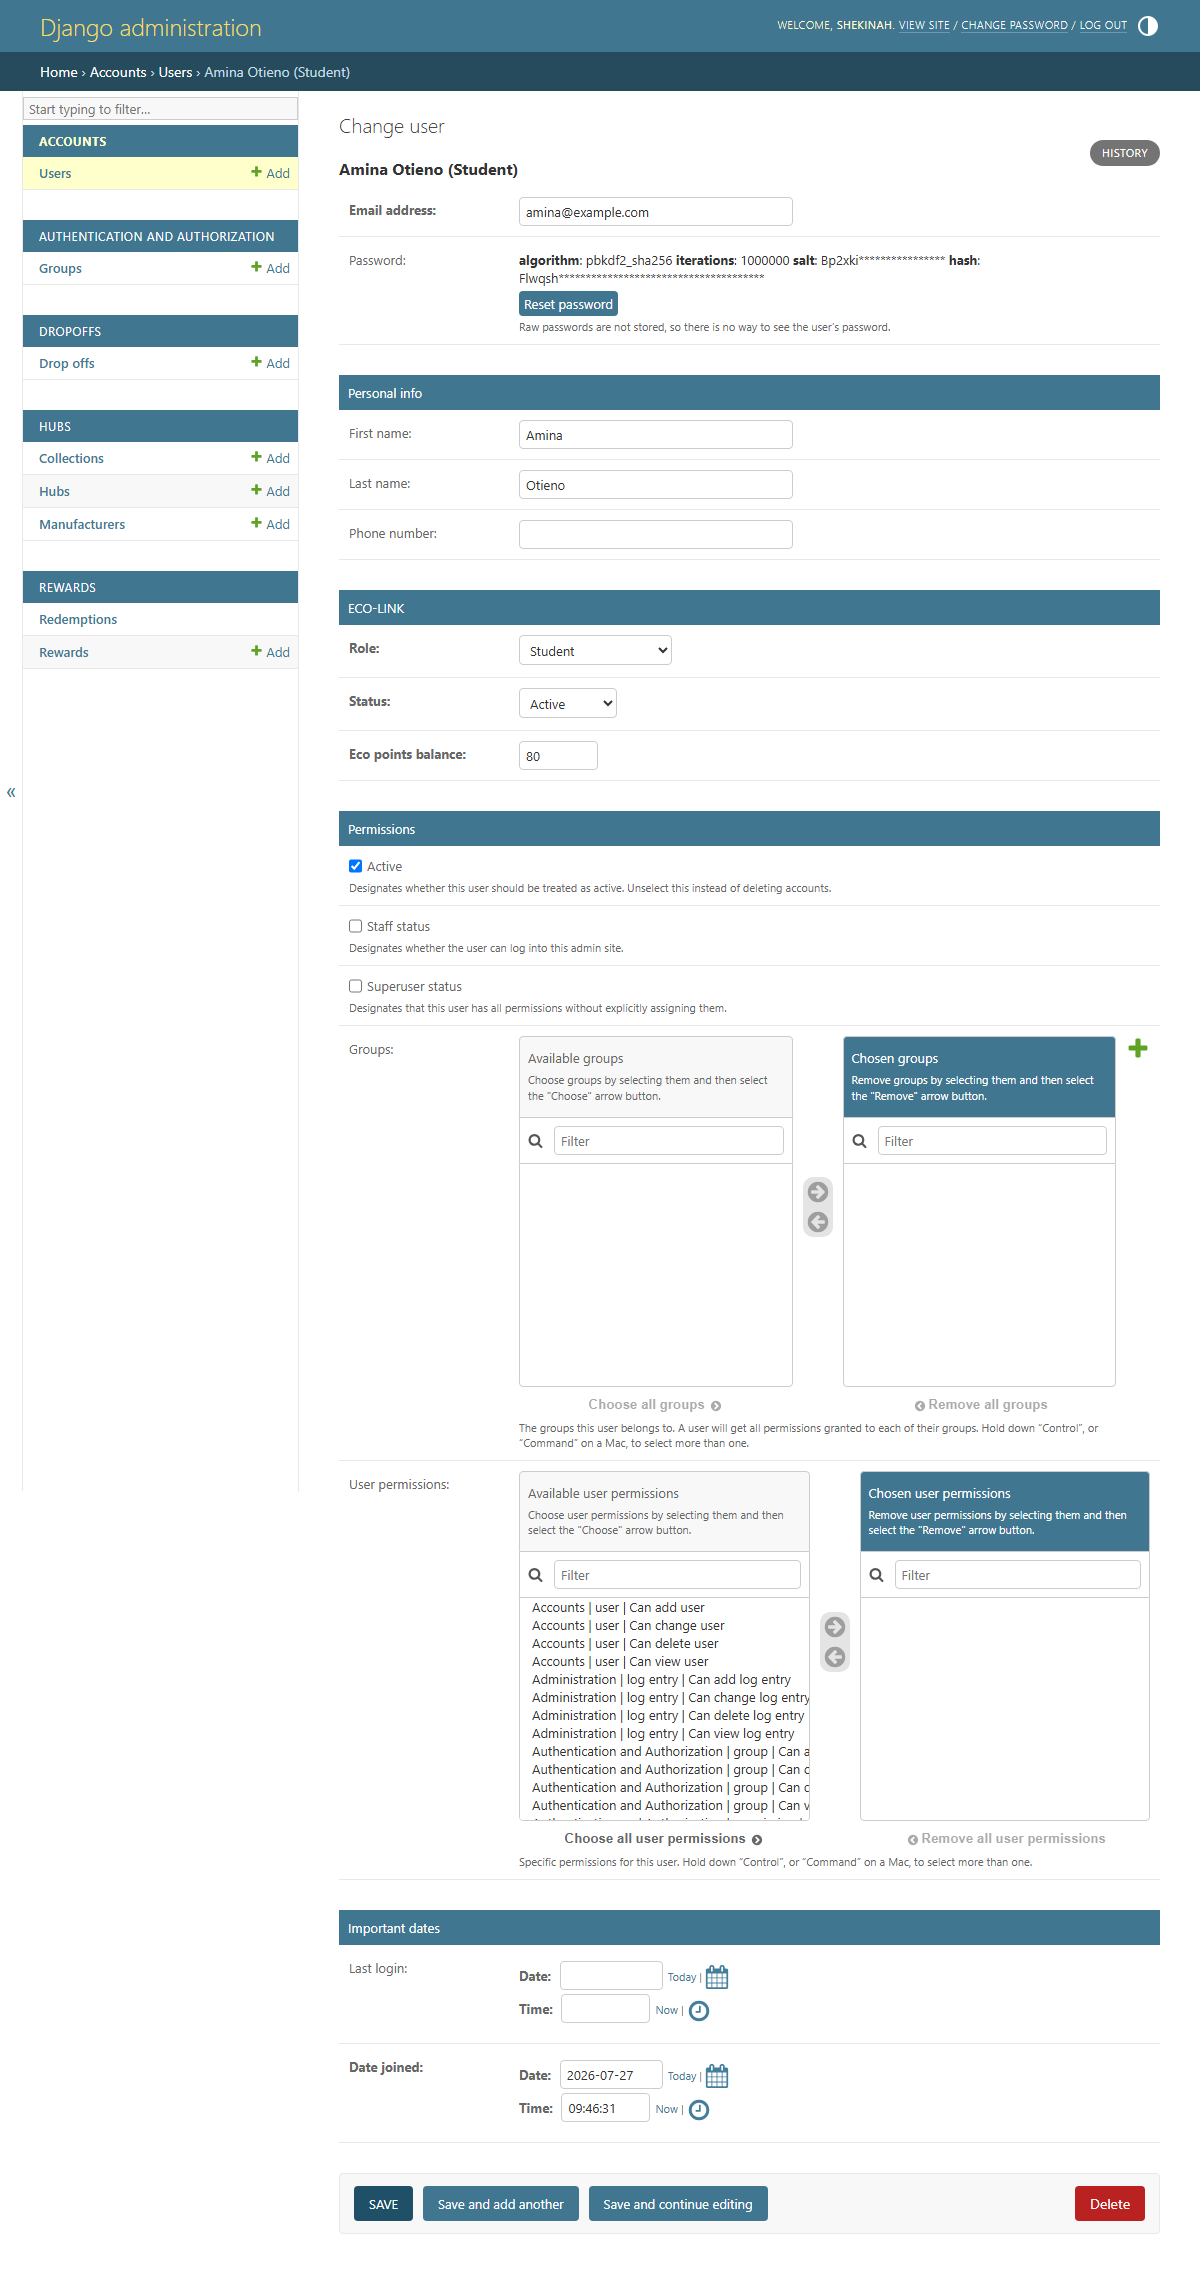 Django administration
WELCOME, SHEKINAH. VIEW SITE / CHANGE PASSWORD / LOG OUT
Home › Accounts › Users › Amina Otieno (Student)
Start typing to filter...
ACCOUNTS
Users
Add
AUTHENTICATION AND AUTHORIZATION
Groups
Add
DROPOFFS
Drop offs
Add
HUBS
Collections
Add
Hubs
Add
Manufacturers
Add
REWARDS
Redemptions
Rewards
Add
«
Change user
HISTORY
Amina Otieno (Student)
Email address:
amina@example.com
Password:
algorithm: pbkdf2_sha256 iterations: 1000000 salt: Bp2xki**************** hash:
Flwqsh**************************************
Reset password
Raw passwords are not stored, so there is no way to see the user's password.
Personal info
First name:
Amina
Last name:
Otieno
Phone number:
ECO-LINK
Role:
Student
Status:
Active
Eco points balance:
80
Permissions
Active
Designates whether this user should be treated as active. Unselect this instead of deleting accounts.
Staff status
Designates whether the user can log into this admin site.
Superuser status
Designates that this user has all permissions without explicitly assigning them.
Groups:
Available groups
Choose groups by selecting them and then select
the "Choose" arrow button.
Filter
Choose all groups
Chosen groups
Remove groups by selecting them and then select
the "Remove" arrow button.
Filter
Remove all groups
The groups this user belongs to. A user will get all permissions granted to each of their groups. Hold down “Control”, or
“Command” on a Mac, to select more than one.
User permissions:
Available user permissions
Choose user permissions by selecting them and then
select the "Choose" arrow button.
Filter
Accounts | user | Can add user
Accounts | user | Can change user
Accounts | user | Can delete user
Accounts | user | Can view user
Administration | log entry | Can add log entry
Administration | log entry | Can change log entry
Administration | log entry | Can delete log entry
Administration | log entry | Can view log entry
Authentication and Authorization | group | Can a
Authentication and Authorization | group | Can c
Authentication and Authorization | group | Can d
Authentication and Authorization | group | Can v
Choose all user permissions
Chosen user permissions
Remove user permissions by selecting them and then
select the "Remove" arrow button.
Filter
Remove all user permissions
Specific permissions for this user. Hold down “Control”, or “Command” on a Mac, to select more than one.
Important dates
Last login:
Date:
Today |
Time:
Now |
Date joined:
Date:
2026-07-27
Today |
Time:
09:46:31
Now |
SAVE
Save and add another
Save and continue editing
Delete